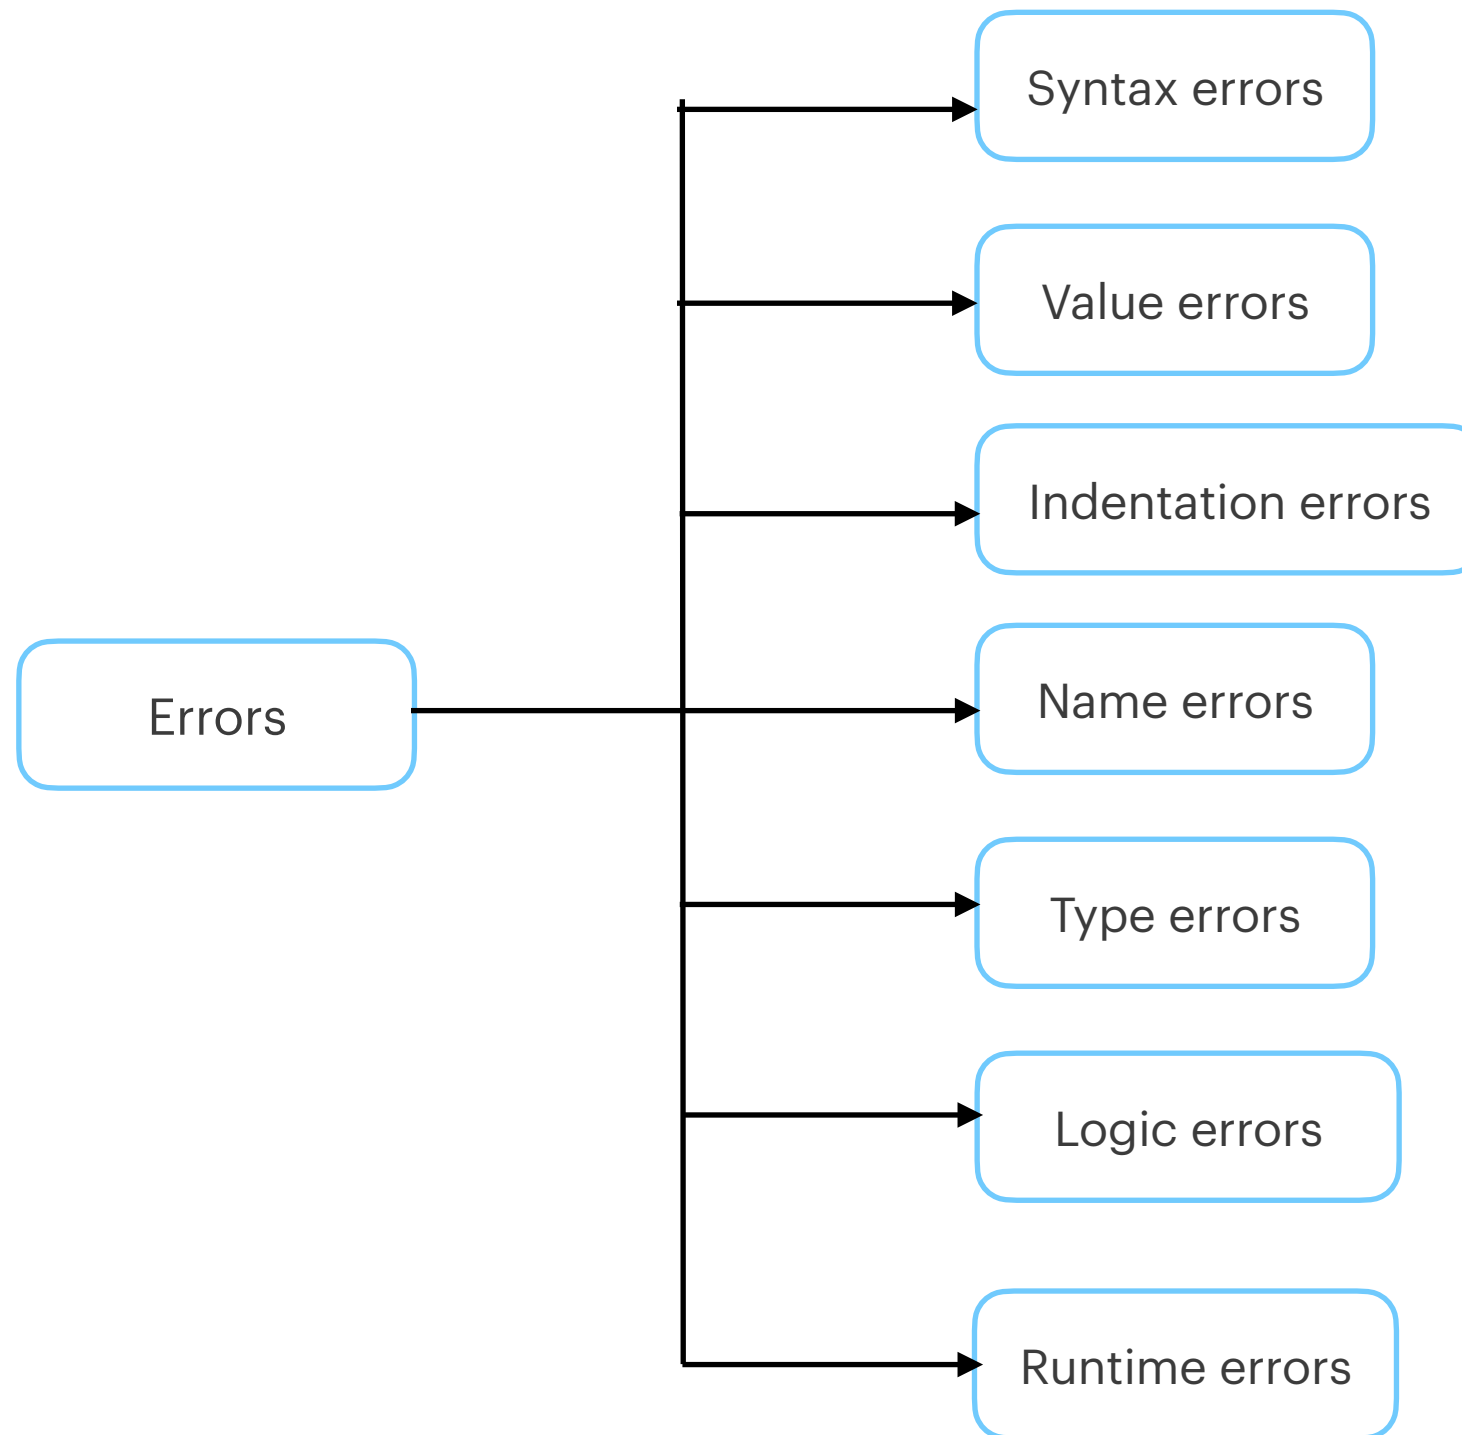 Syntax errors
Value errors
Indentation errors
Errors
Name errors
Type errors
Logic errors
Runtime errors